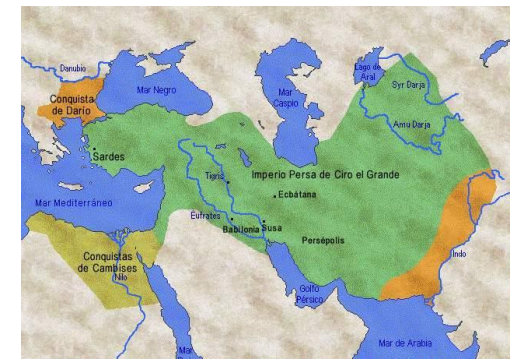 Danubio
Mar Negro
Lago de
Aral
Syr Darja
Conquista
de Darío
Mar
Caspio
Amu Darja
Sardes
Tigris
Imperio Persa de Ciro el Grande
Ecbátana
Mar Mediterráneo
Eufrates
Babilonia
Susa
Persépolis
Conquistas
de Cambises
Nilo
Indo
Golfo
Pérsico
Mar de Arabia
Mar